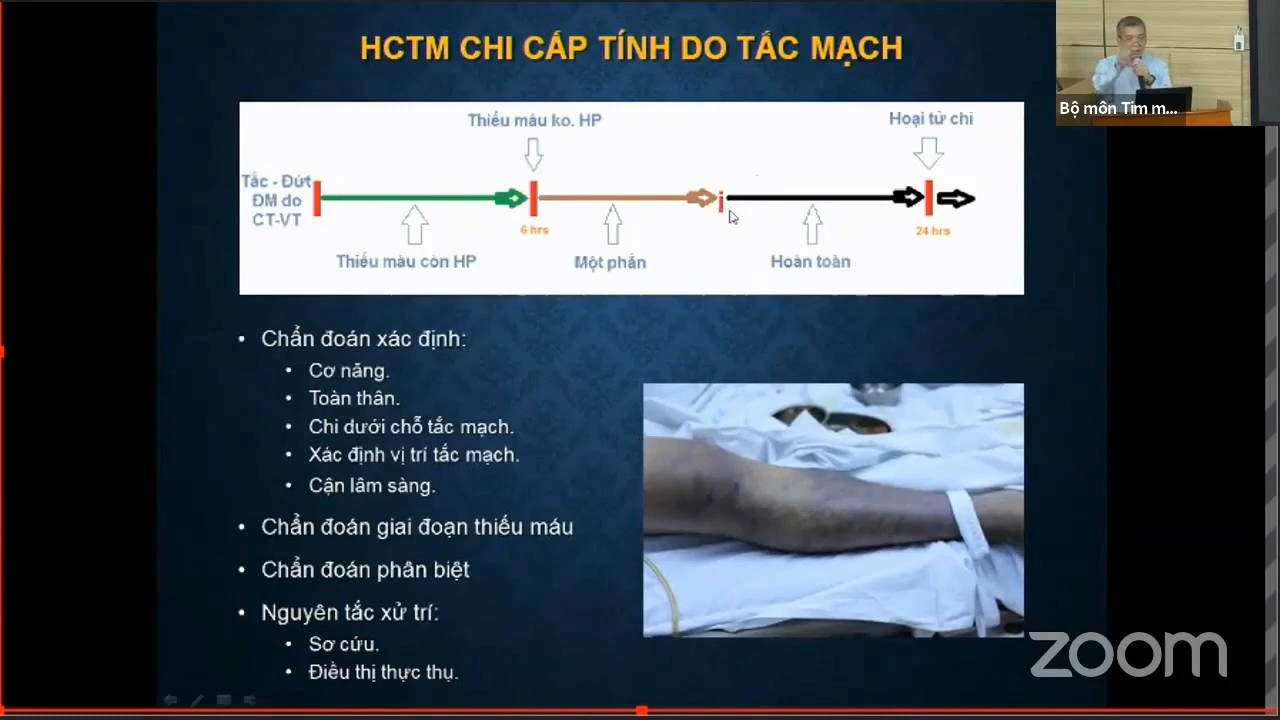 HCTM CHI CẤP TÍNH DO TẮC MẠCH
Bộ môn Tim m...
Thiếu máu ko. HP
Hoại tử chi
Tắc - Đứt
ĐM do
CT-VT
6 hrs
24 hrs
Thiếu máu còn HP
Một phần
Hoàn toàn
• Chẩn đoán xác định:
• Cơ năng.
• Toàn thân.
• Chi dưới chỗ tắc mạch.
• Xác định vị trí tắc mạch.
• Cận lâm sàng.
• Chẩn đoán giai đoạn thiếu máu
• Chẩn đoán phân biệt
• Nguyên tắc xử trí:
• Sơ cứu.
• Điều thị thực thụ.
zoom